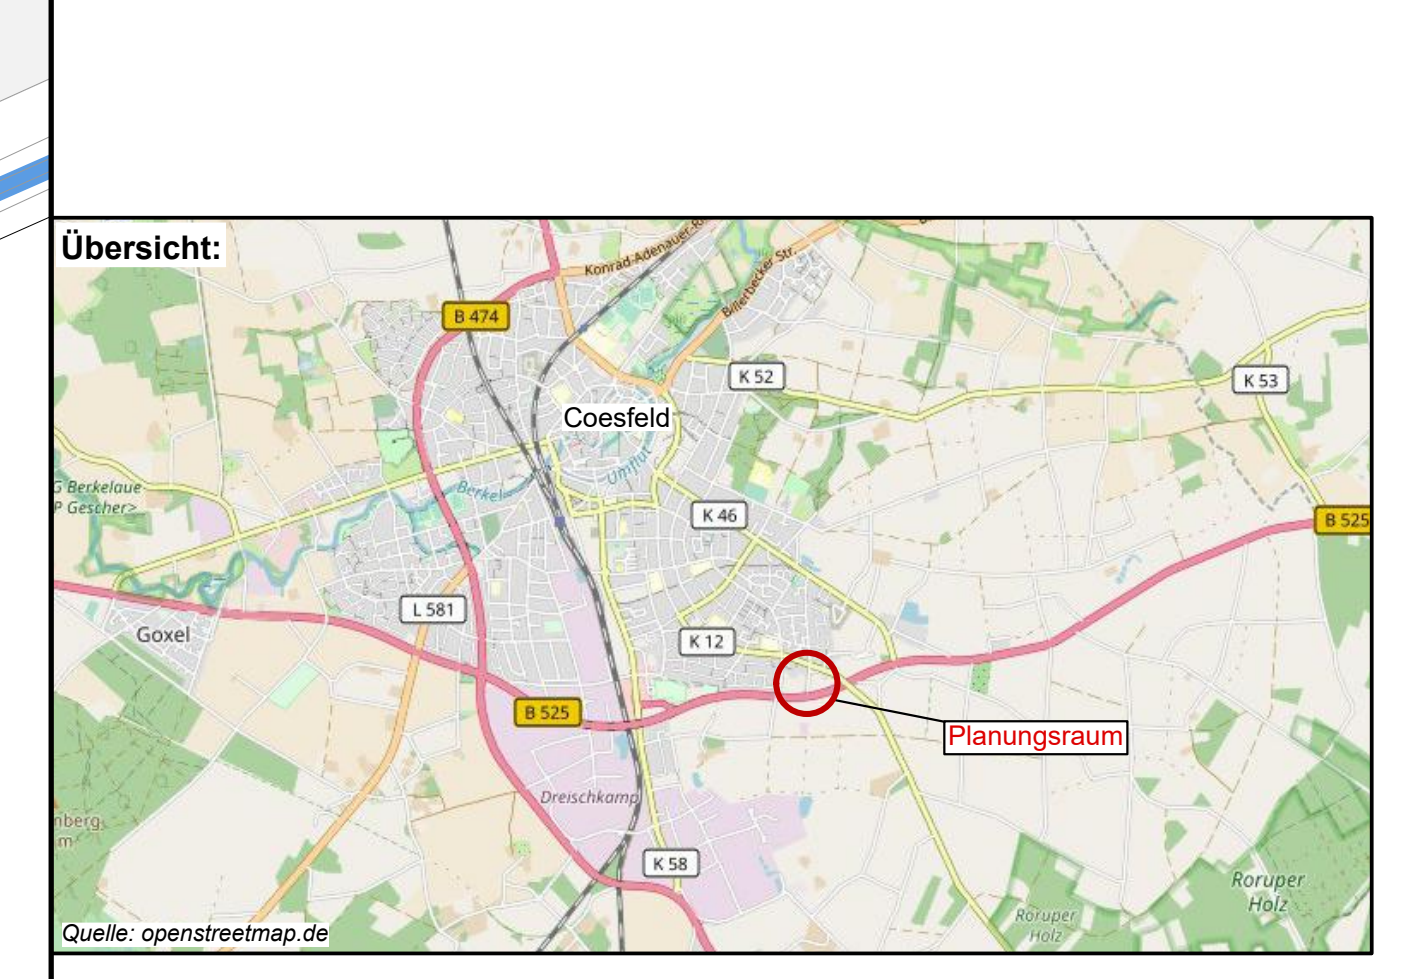 Übersicht:
Konrad-Adenauer-R
Billerbecker Str.
B 474
K 52
K 53
Coesfeld
Umflut
G Berkelaue
P Gescher>
Berkel
K 46
B 525
L 581
Goxel
K 12
B 525
Planungsraum
Dreischkamp
nberg
m
K 58
Roruper
Holz
Roruper
Holz
Quelle: openstreetmap.de